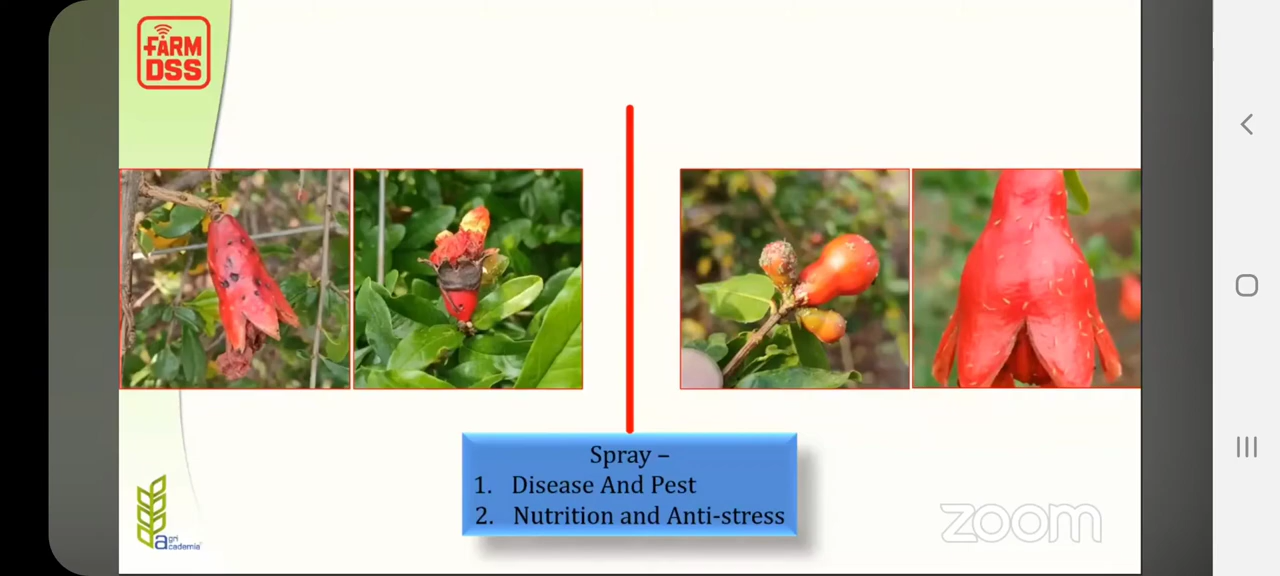 FARM
DSS
Spray –
1. Disease And Pest
2. Nutrition and Anti-stress
agri
academia
zoom